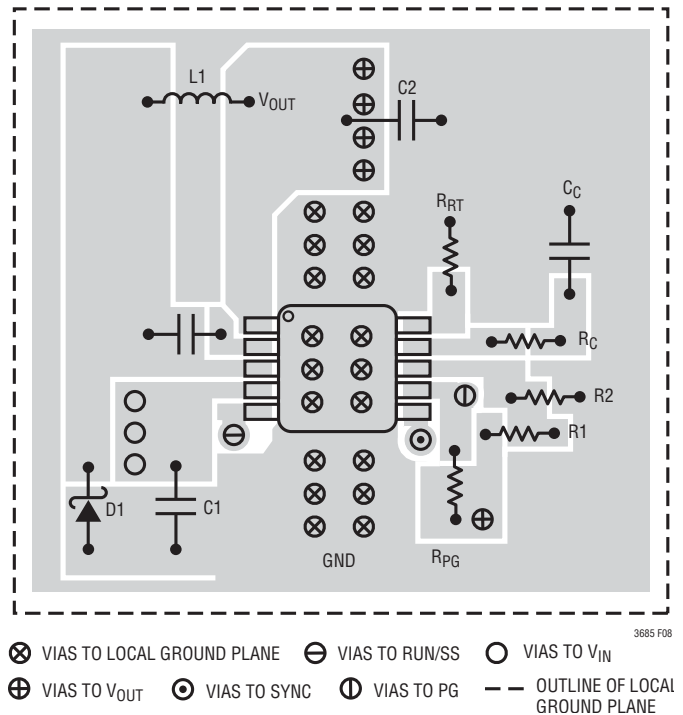 L1
VOUT
C2
RRT
CC
RC
R2
R1
D1
C1
GND
RPG
3685 F08
VIAS TO LOCAL GROUND PLANE
VIAS TO RUN/SS
VIAS TO VIN
VIAS TO VOUT
VIAS TO SYNC
VIAS TO PG
OUTLINE OF LOCAL
GROUND PLANE